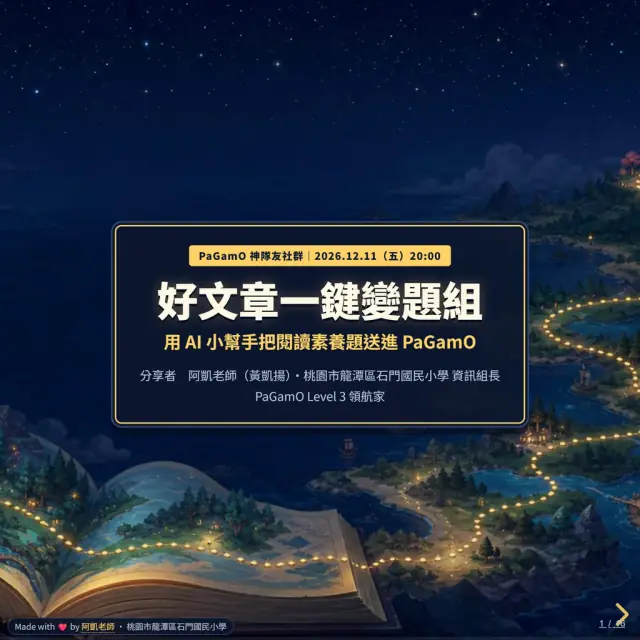 PaGamO 神隊友社群｜2026.12.11（五）20:00
好文章一鍵變題組
用 AI 小幫手把閱讀素養題送進 PaGamO
分享者　阿凱老師（黃凱揚）・桃園市龍潭區石門國民小學 資訊組長
PaGamO Level 3 領航家
Made with ❤️ by 阿凱老師 ・ 桃園市龍潭區石門國民小學